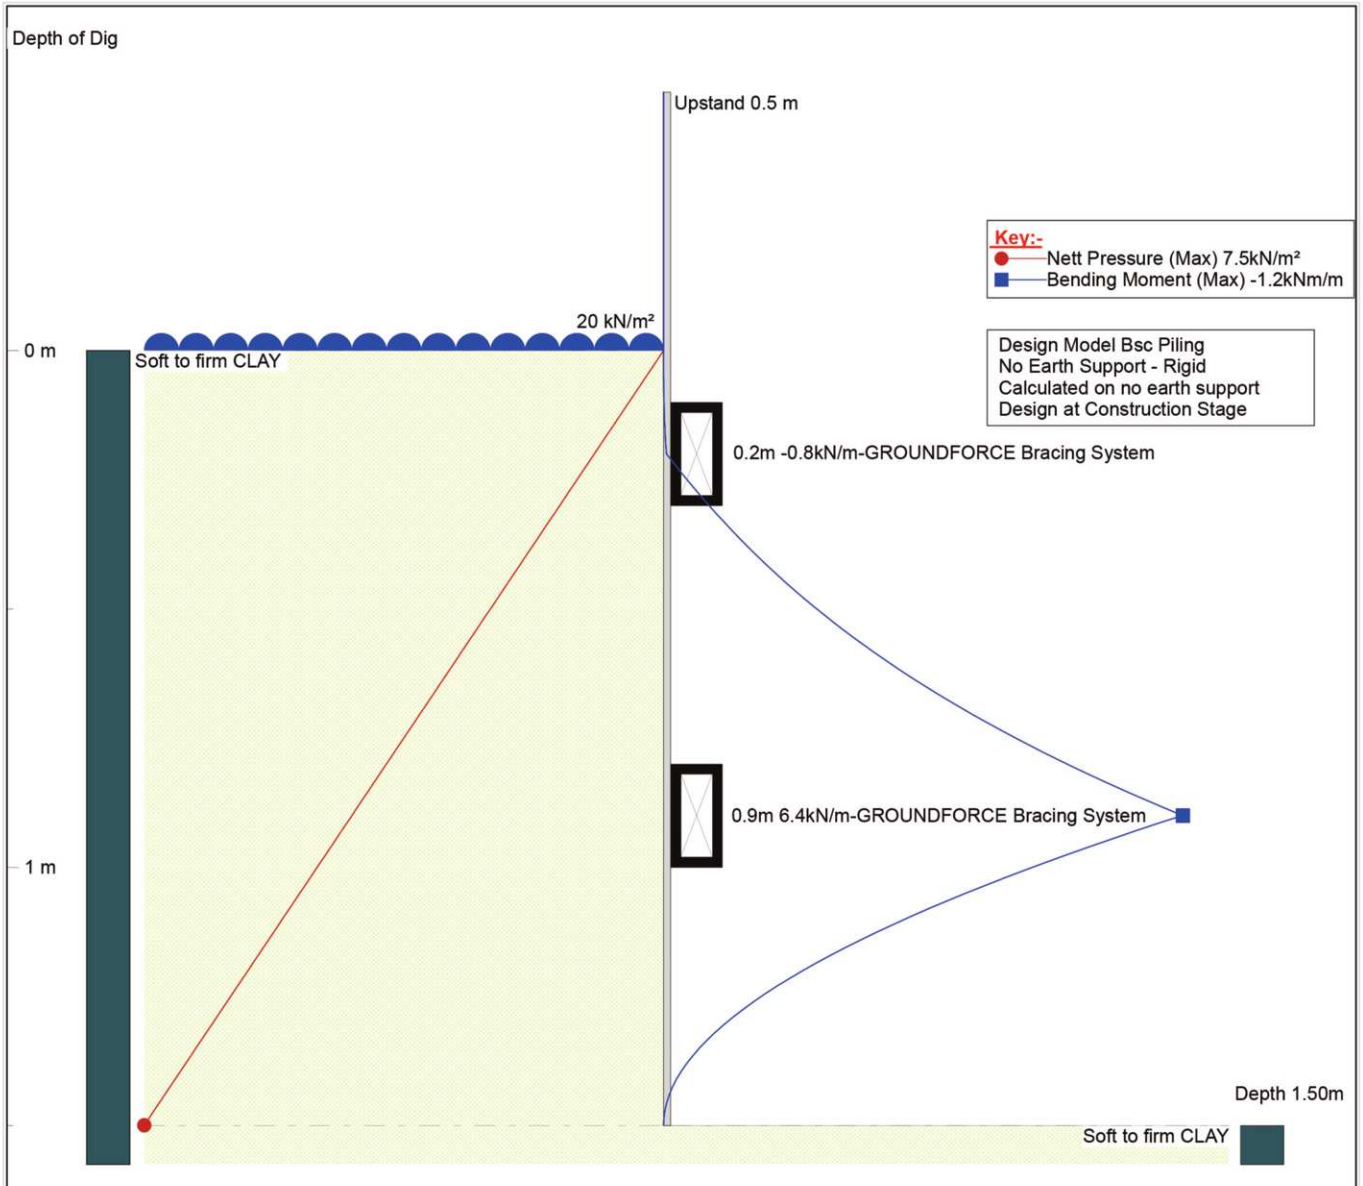 Depth of Dig
Upstand 0.5 m
Key:-
Nett Pressure (Max) 7.5kN/m²
Bending Moment (Max) -1.2kNm/m
20 kN/m²
0 m
Soft to firm CLAY
Design Model Bsc Piling
No Earth Support - Rigid
Calculated on no earth support
Design at Construction Stage
0.2m -0.8kN/m-GROUNDFORCE Bracing System
0.9m 6.4kN/m-GROUNDFORCE Bracing System
1 m
Depth 1.50m
Soft to firm CLAY